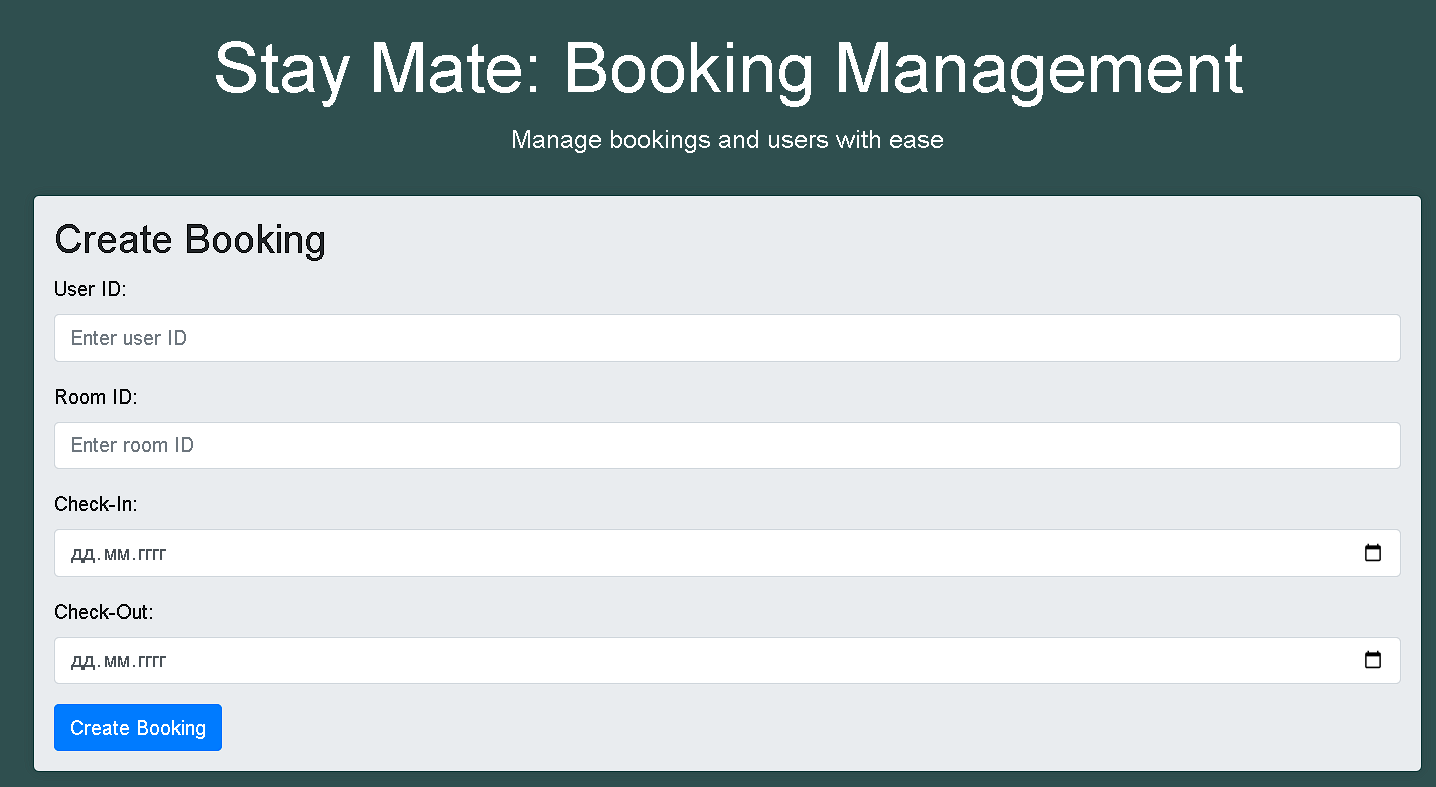 Stay Mate: Booking Management
Manage bookings and users with ease
Create Booking
User ID:
Enter user ID
Room ID:
Enter room ID
Check-In:
дд.мм.гггг
Check-Out:
дд.мм.гггг
Create Booking